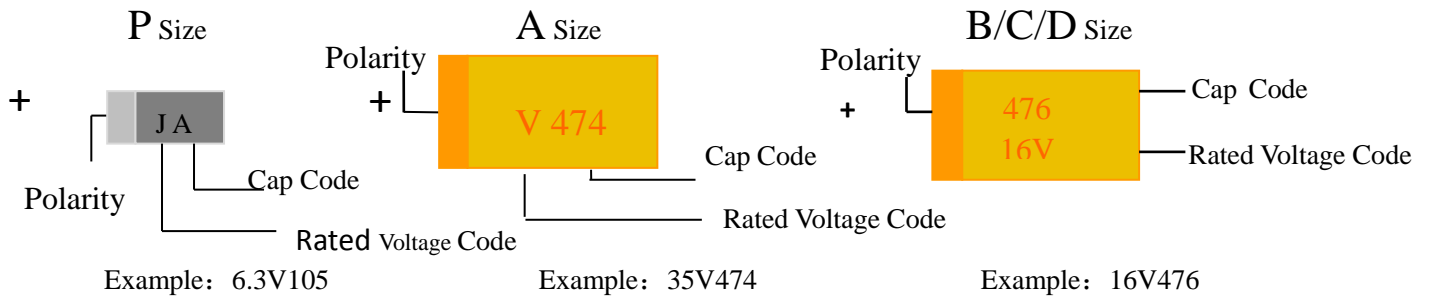 P Size
A Size
B/C/D Size
Polarity
Polarity
+
+
+
J A
V 474
476
16V
Cap Code
Rated Voltage Code
Cap Code
Polarity
Cap Code
Rated Voltage Code
Rated Voltage Code
Example：6.3V105
Example：35V474
Example：16V476